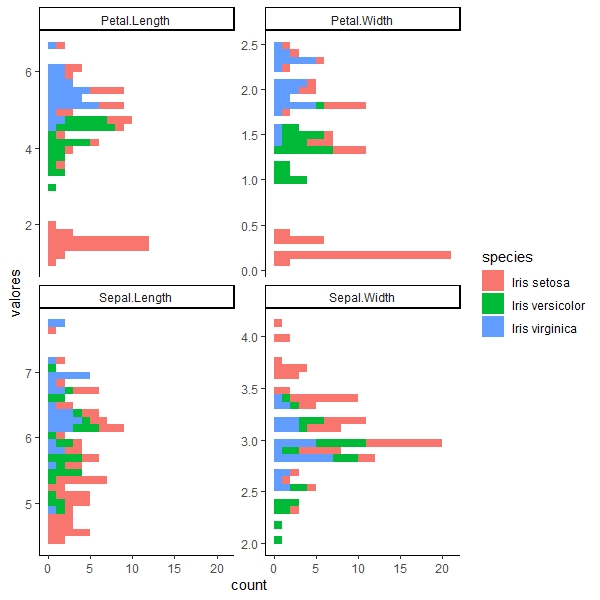 Petal.Length
Petal.Width
6
4
2
2.5
2.0
1.5
1.0
0.5
0.0
valores
Sepal.Length
Sepal.Width
7
6
5
4.0
3.5
3.0
2.5
2.0
0 5 10 15 20
0 5 10 15 20
count
species
Iris setosa
Iris versicolor
Iris virginica